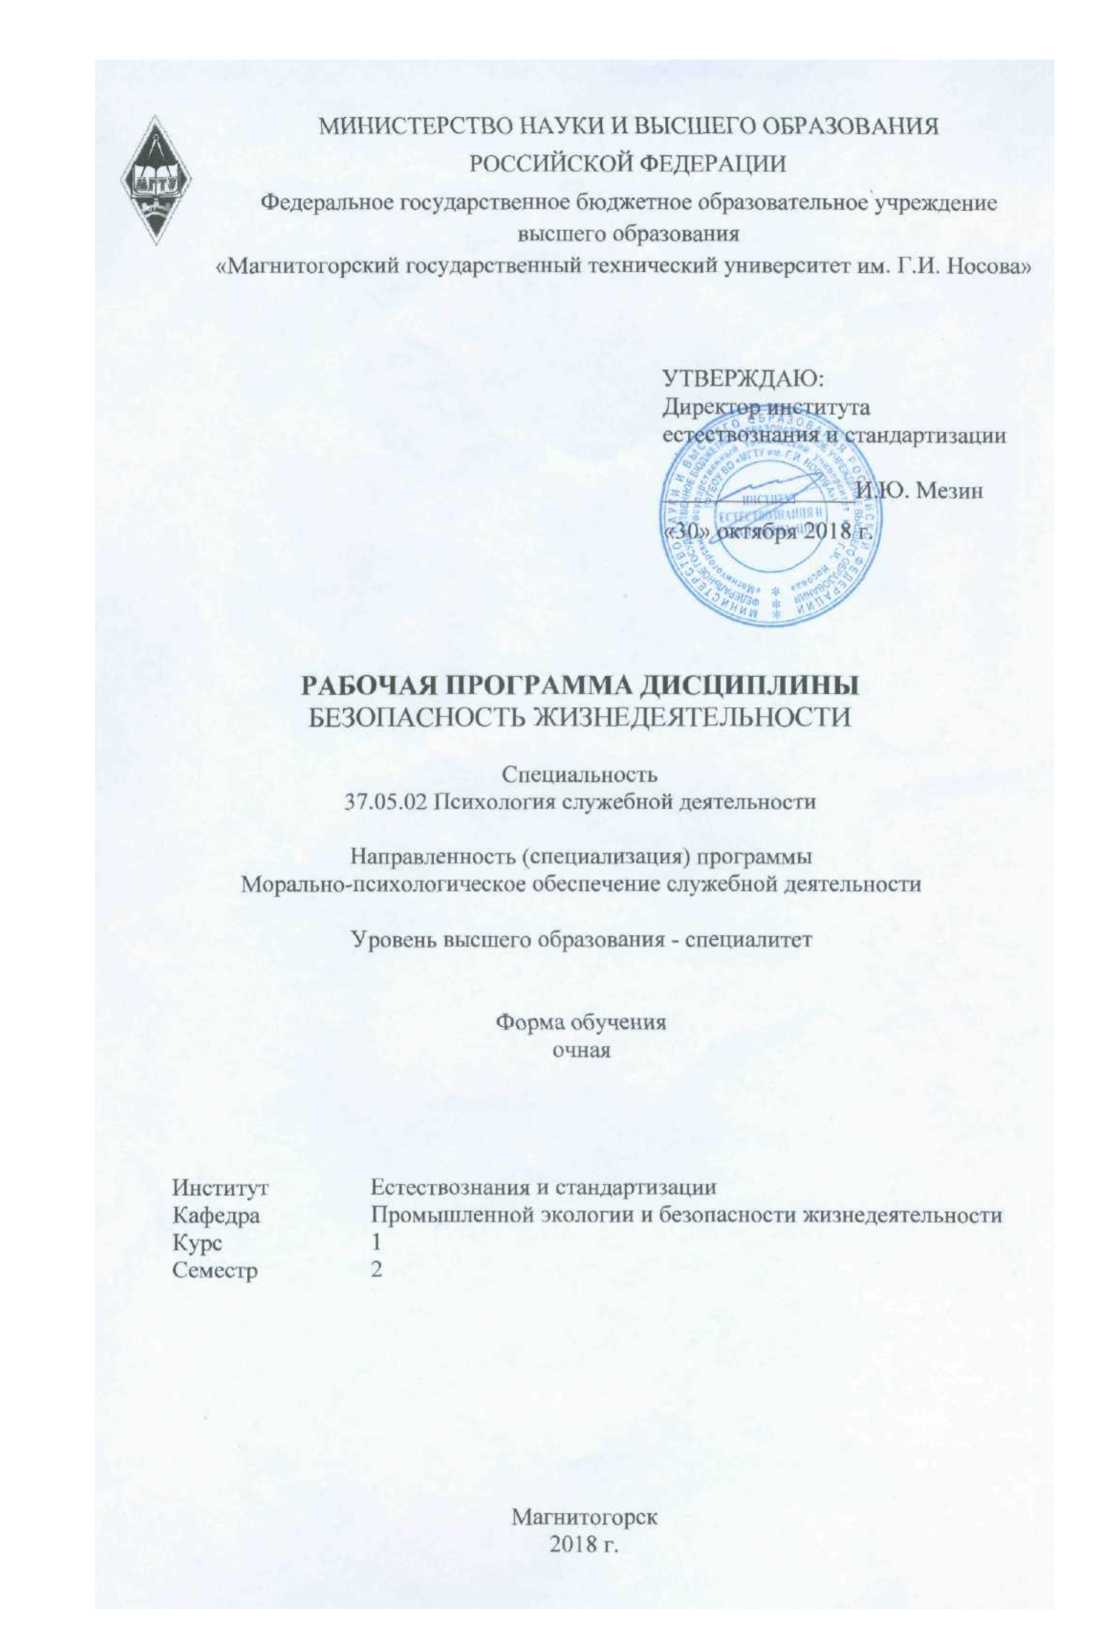 МИНИСТЕРСТВО НАУКИ И ВЫСШЕГО ОБРАЗОВАНИЯ
РОССИЙСКОЙ ФЕДЕРАЦИИ
Федеральное государственное бюджетное образовательное учреждение
высшего образования
«Магнитогорский государственный технический университет им. Г.И. Носова»
МГТУ
УТВЕРЖДАЮ:
Директор института
естествознания и стандартизации
И.Ю. Мезин
«30» октября 2018 г.
РАБОЧАЯ ПРОГРАММА ДИСЦИПЛИНЫ
БЕЗОПАСНОСТЬ ЖИЗНЕДЕЯТЕЛЬНОСТИ
Специальность
37.05.02 Психология служебной деятельности
Направленность (специализация) программы
Морально-психологическое обеспечение служебной деятельности
Уровень высшего образования - специалитет
Форма обучения
очная
Институт Естествознания и стандартизации
Кафедра Промышленной экологии и безопасности жизнедеятельности
Курс 1
Семестр 2
Магнитогорск
2018 г.